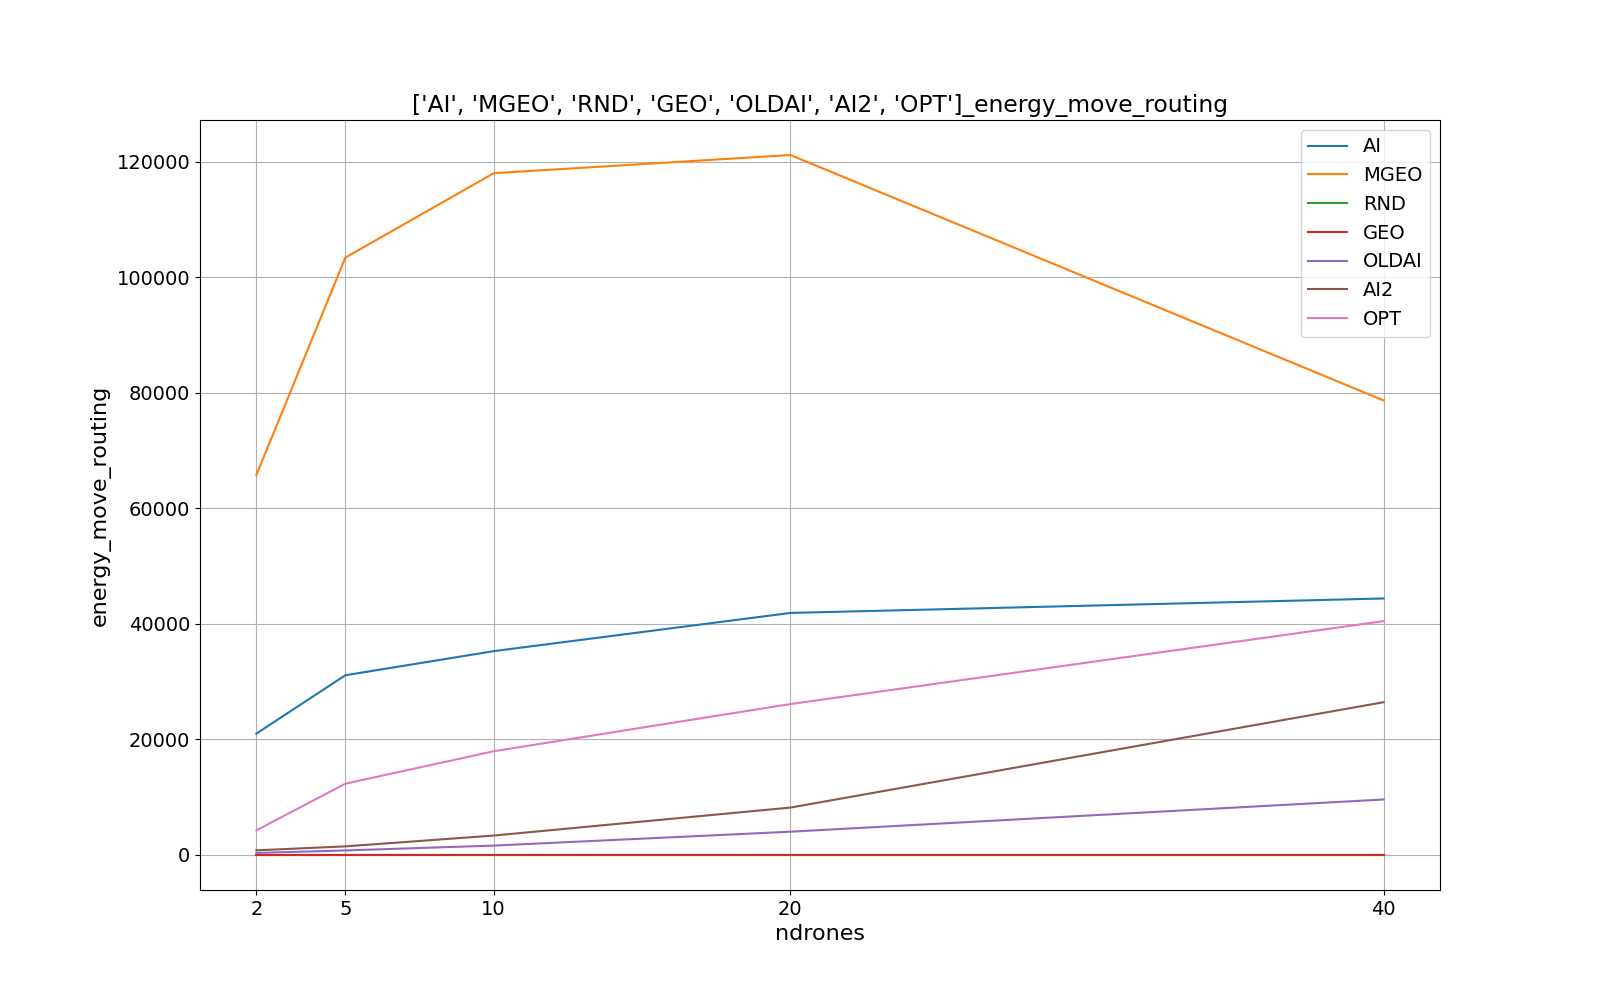 ['AI', 'MGEO', 'RND', 'GEO', 'OLDAI', 'AI2', 'OPT']_energy_move_routing
AI
MGEO
RND
GEO
OLDAI
AI2
OPT
120000
100000
80000
60000
40000
20000
0
energy_move_routing
2 5 10 20 40
ndrones